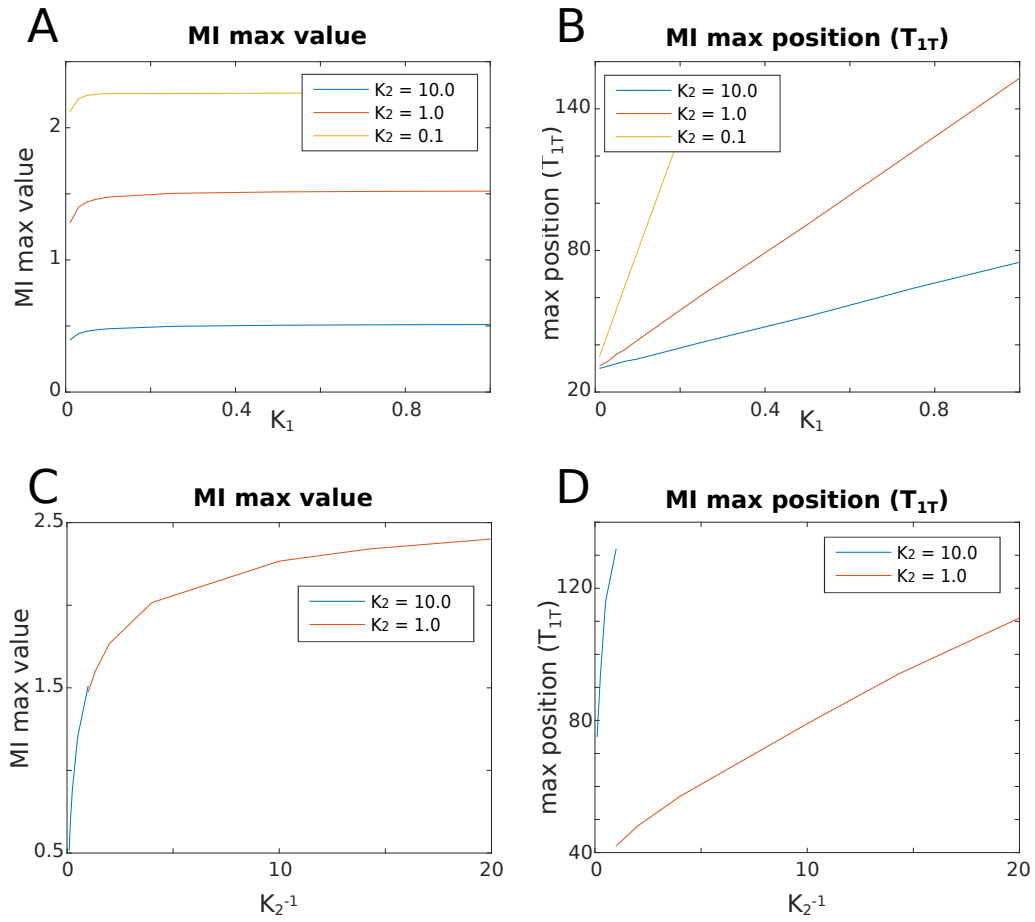 A
MI max value
MI max value
2
1
0
0
0.4
0.8
K₁
K₂ = 10.0
K₂ = 1.0
K₂ = 0.1
B
MI max position (T₁T)
max position (T₁T)
140
80
20
0
0.4
0.8
K₁
K₂ = 10.0
K₂ = 1.0
K₂ = 0.1
C
MI max value
MI max value
2.5
1.5
0.5
0
10
20
K₂⁻¹
K₂ = 10.0
K₂ = 1.0
D
MI max position (T₁T)
max position (T₁T)
120
80
40
0
10
20
K₂⁻¹
K₂ = 10.0
K₂ = 1.0